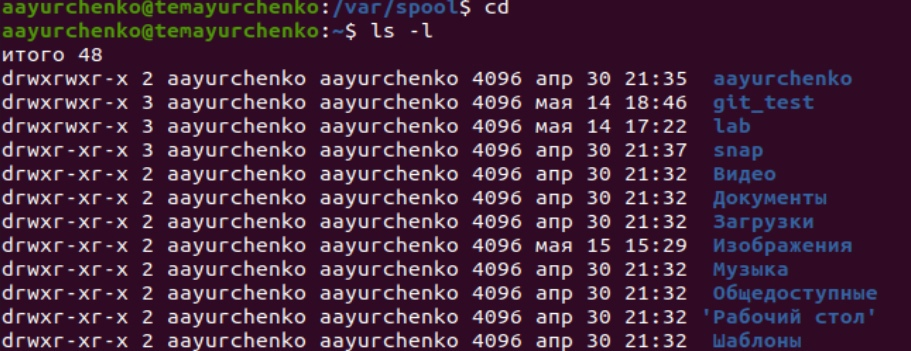 aayurchenko@temayurchenko:/var/spool$ cd
aayurchenko@temayurchenko:~$ ls -l
итого 48
drwxrwxr-x 2 aayurchenko aayurchenko 4096 апр 30 21:35  aayurchenko
drwxrwxr-x 3 aayurchenko aayurchenko 4096 мая 14 18:46  git_test
drwxrwxr-x 3 aayurchenko aayurchenko 4096 мая 14 17:22  lab
drwxr-xr-x 3 aayurchenko aayurchenko 4096 апр 30 21:37  snap
drwxr-xr-x 2 aayurchenko aayurchenko 4096 апр 30 21:32  Видео
drwxr-xr-x 2 aayurchenko aayurchenko 4096 апр 30 21:32  Документы
drwxr-xr-x 2 aayurchenko aayurchenko 4096 апр 30 21:32  Загрузки
drwxr-xr-x 2 aayurchenko aayurchenko 4096 мая 15 15:29  Изображения
drwxr-xr-x 2 aayurchenko aayurchenko 4096 апр 30 21:32  Музыка
drwxr-xr-x 2 aayurchenko aayurchenko 4096 апр 30 21:32  Общедоступные
drwxr-xr-x 2 aayurchenko aayurchenko 4096 апр 30 21:32 'Рабочий стол'
drwxr-xr-x 2 aayurchenko aayurchenko 4096 апр 30 21:32  Шаблоны